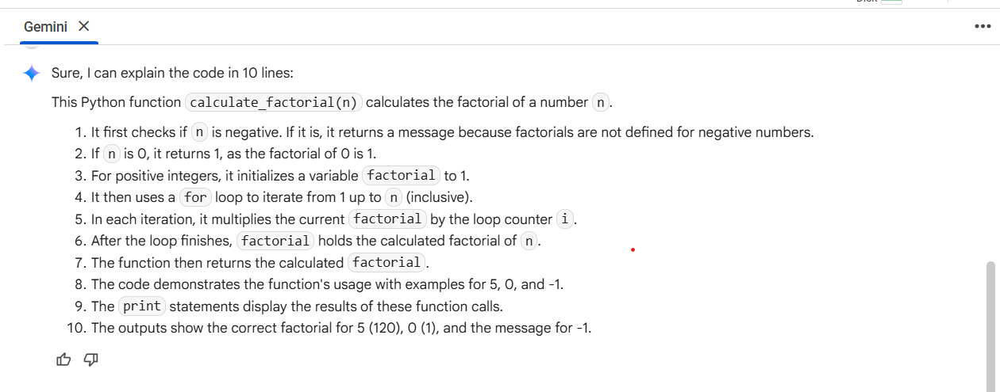 Gemini
Sure, I can explain the code in 10 lines:
This Python function calculate_factorial(n) calculates the factorial of a number n.
1. It first checks if n is negative. If it is, it returns a message because factorials are not defined for negative numbers.
2. If n is 0, it returns 1, as the factorial of 0 is 1.
3. For positive integers, it initializes a variable factorial to 1.
4. It then uses a for loop to iterate from 1 up to n (inclusive).
5. In each iteration, it multiplies the current factorial by the loop counter i.
6. After the loop finishes, factorial holds the calculated factorial of n.
7. The function then returns the calculated factorial.
8. The code demonstrates the function's usage with examples for 5, 0, and -1.
9. The print statements display the results of these function calls.
10. The outputs show the correct factorial for 5 (120), 0 (1), and the message for -1.